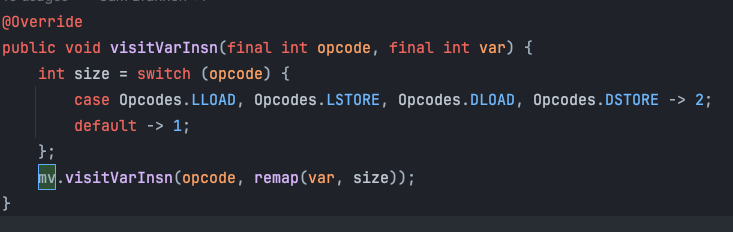 @Override
public void visitVarInsn(final int opcode, final int var) {
    int size = switch (opcode) {
        case Opcodes.LLOAD, Opcodes.LSTORE, Opcodes.DLOAD, Opcodes.DSTORE -> 2;
        default -> 1;
    };
    mv.visitVarInsn(opcode, remap(var, size));
}